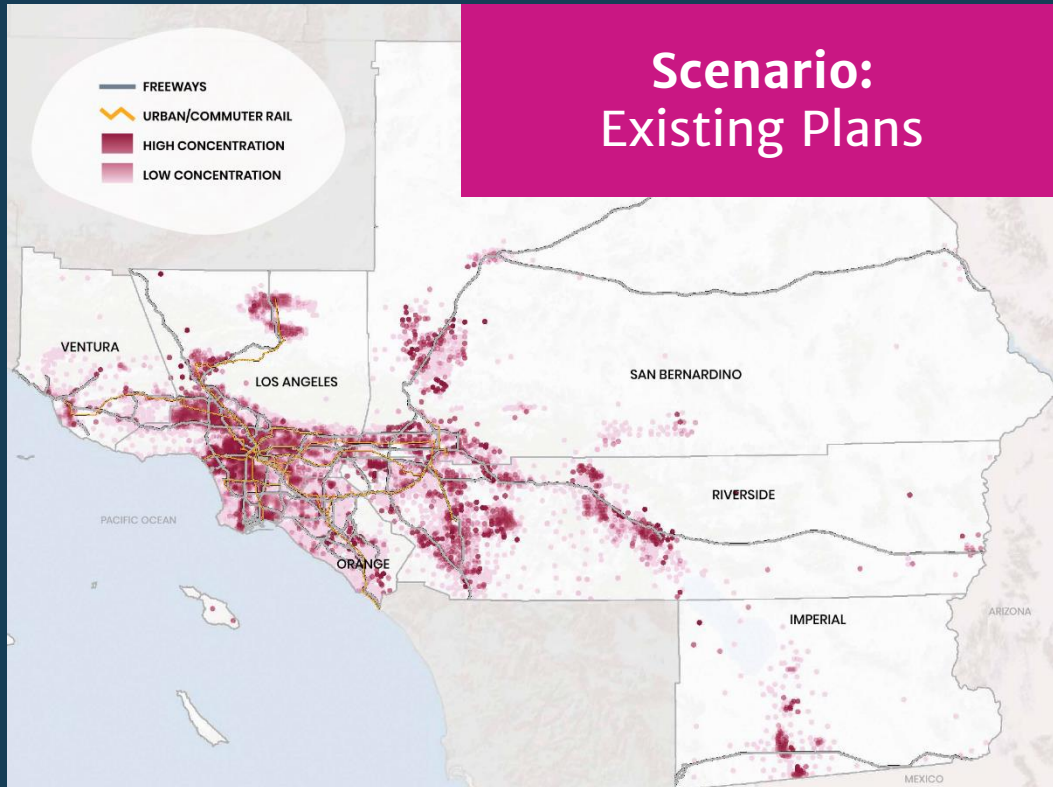 Scenario:
Existing Plans
FREEWAYS
URBAN/COMMUTER RAIL
HIGH CONCENTRATION
LOW CONCENTRATION
VENTURA
LOS ANGELES
SAN BERNARDINO
RIVERSIDE
PACIFIC OCEAN
ORANGE
IMPERIAL
ARIZONA
MEXICO